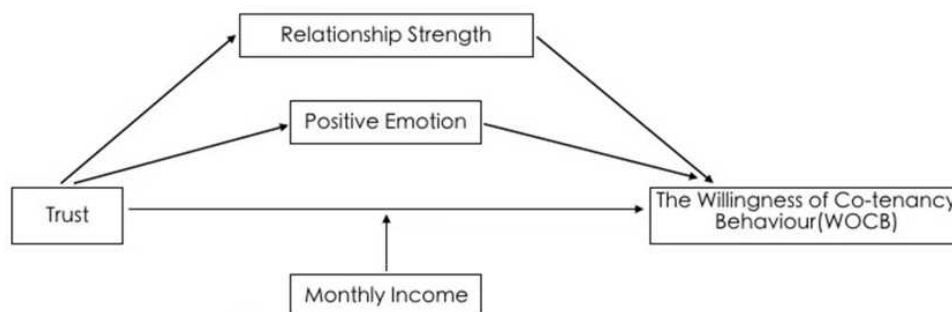 Relationship Strength
Positive Emotion
Trust
The Willingness of Co-tenancy
Behaviour(WOCB)
Monthly Income